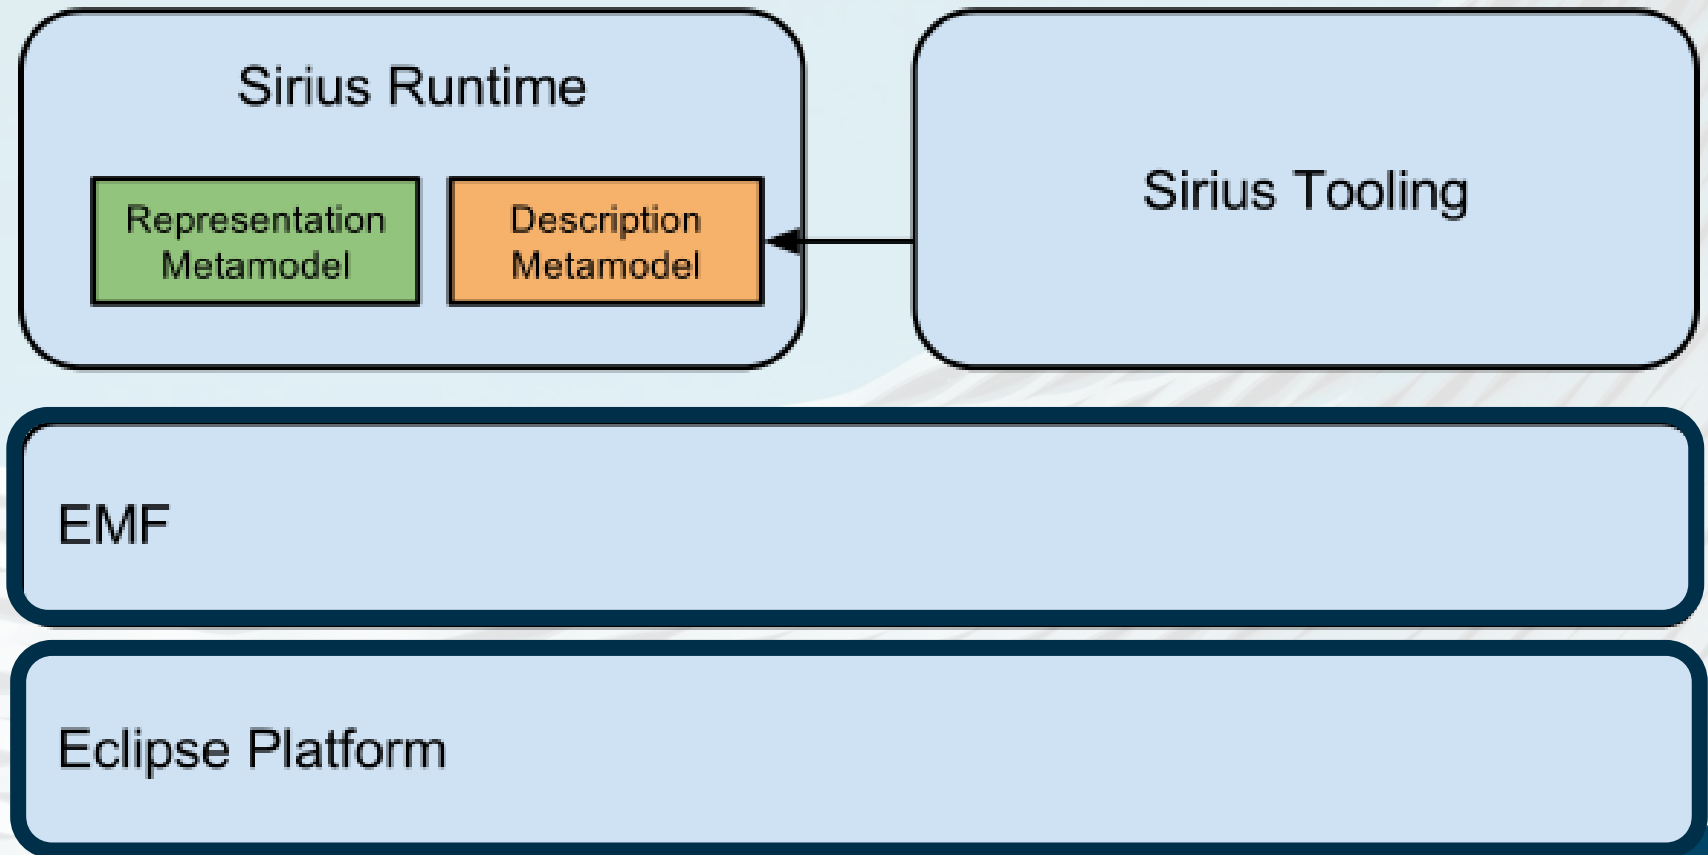 Sirius Runtime
Representation
Metamodel
Description
Metamodel
Sirius Tooling
EMF
Eclipse Platform